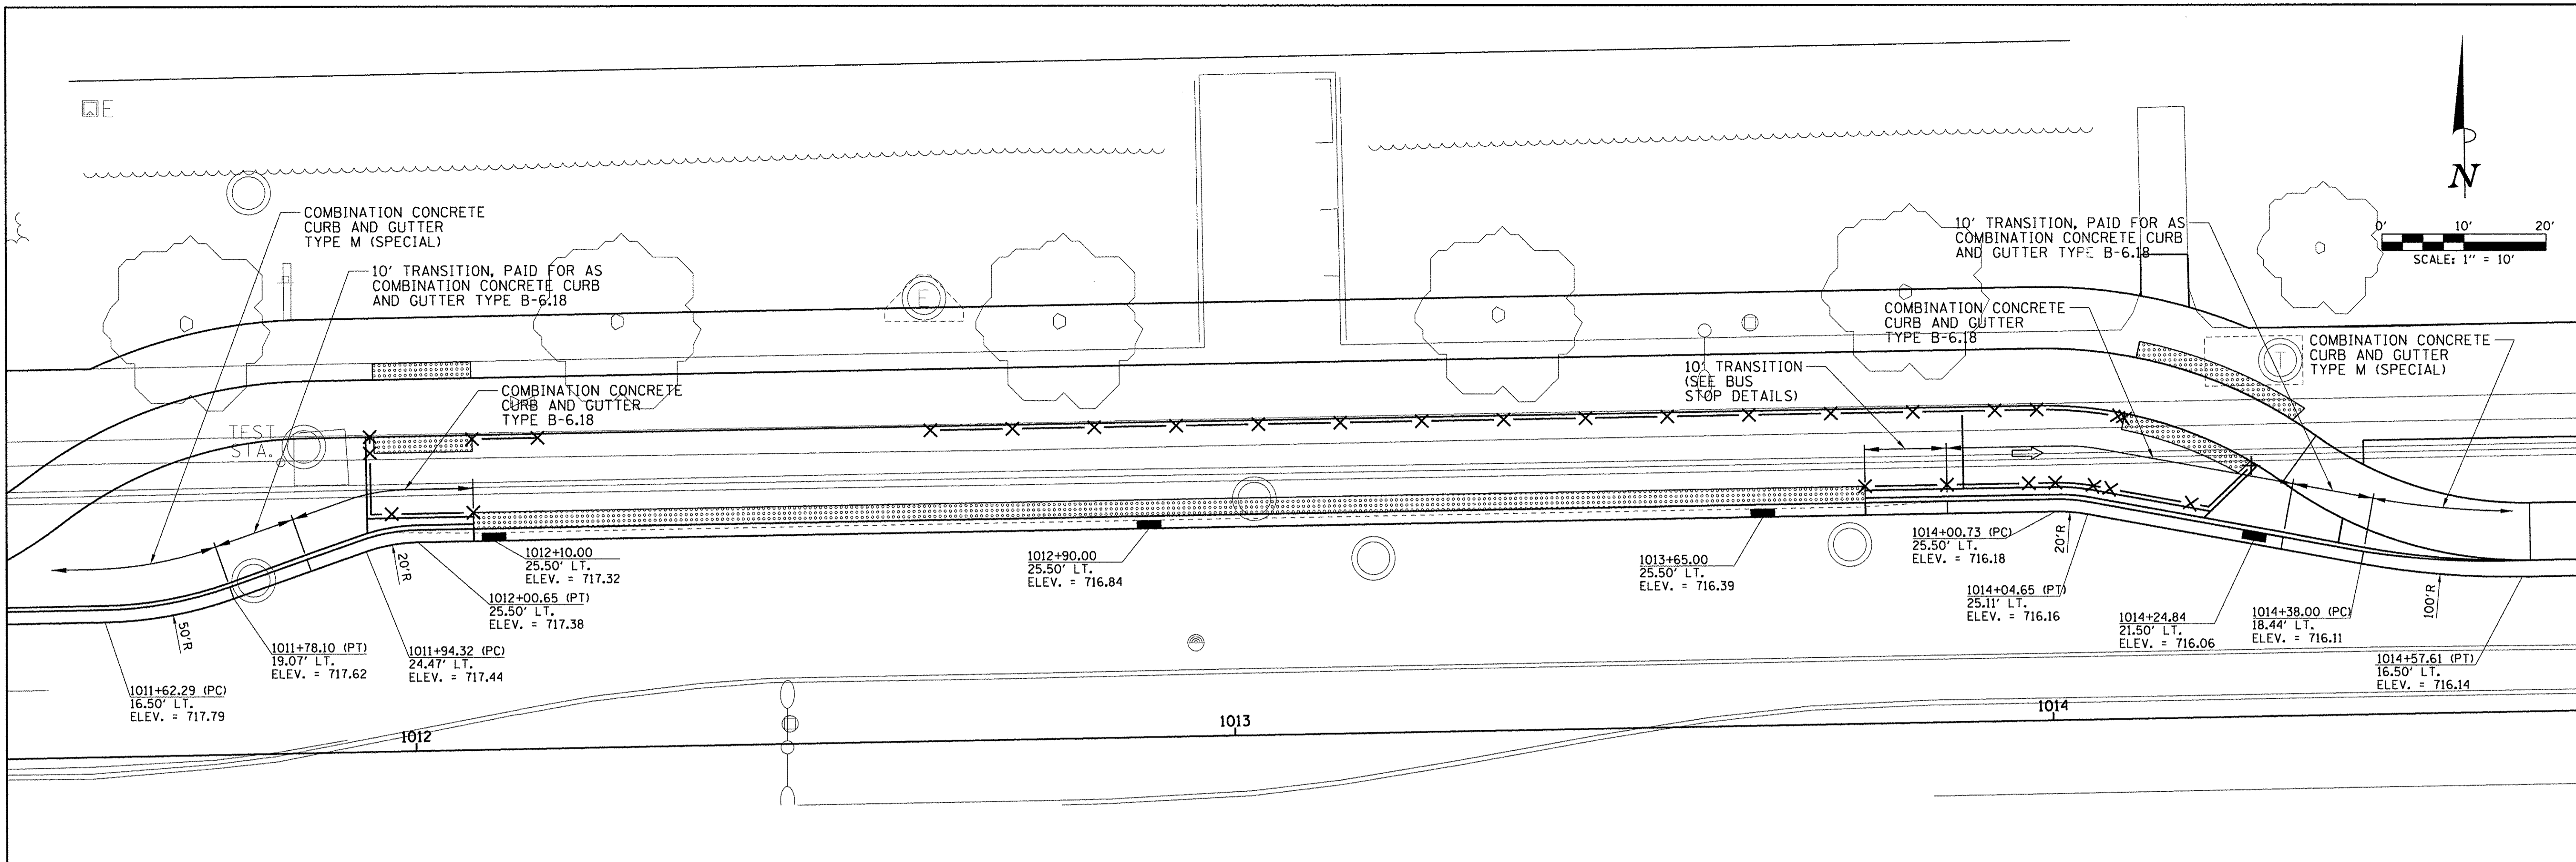 E
COMBINATION CONCRETE
CURB AND GUTTER
TYPE M (SPECIAL)
10' TRANSITION, PAID FOR AS
COMBINATION CONCRETE CURB
AND GUTTER TYPE B-6.18
E
COMBINATION CONCRETE
CURB AND GUTTER
TYPE B-6.18
TEST
STA.
10' TRANSITION
(SEE BUS
STOP DETAILS)
COMBINATION CONCRETE
CURB AND GUTTER
TYPE B-6.18
10' TRANSITION, PAID FOR AS
COMBINATION CONCRETE CURB
AND GUTTER TYPE B-6.18
T
COMBINATION CONCRETE
CURB AND GUTTER
TYPE M (SPECIAL)
N
0' 10' 20'
SCALE: 1" = 10'
50'R
20'R
1011+62.29 (PC)
16.50' LT.
ELEV. = 717.79
1011+78.10 (PT)
19.07' LT.
ELEV. = 717.62
1011+94.32 (PC)
24.47' LT.
ELEV. = 717.44
1012+00.65 (PT)
25.50' LT.
ELEV. = 717.38
1012+10.00
25.50' LT.
ELEV. = 717.32
1012+90.00
25.50' LT.
ELEV. = 716.84
1013+65.00
25.50' LT.
ELEV. = 716.39
1014+00.73 (PC)
25.50' LT.
ELEV. = 716.18
20'R
1014+04.65 (PT)
25.11' LT.
ELEV. = 716.16
1014+24.84
21.50' LT.
ELEV. = 716.06
1014+38.00 (PC)
18.44' LT.
ELEV. = 716.11
100'R
1014+57.61 (PT)
16.50' LT.
ELEV. = 716.14
1012
1013
1014